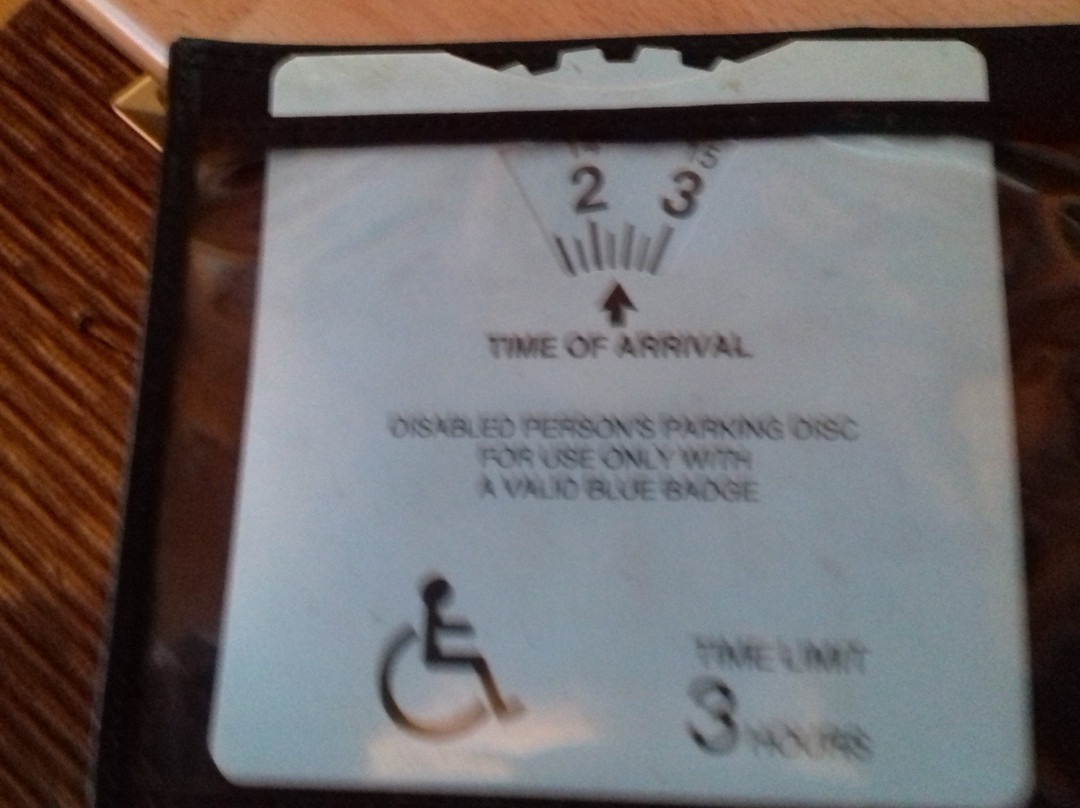 2 3
TIME OF ARRIVAL
DISABLED PERSON'S PARKING DISC
FOR USE ONLY WITH
A VALID BLUE BADGE
TIME LIMIT
3 HOURS